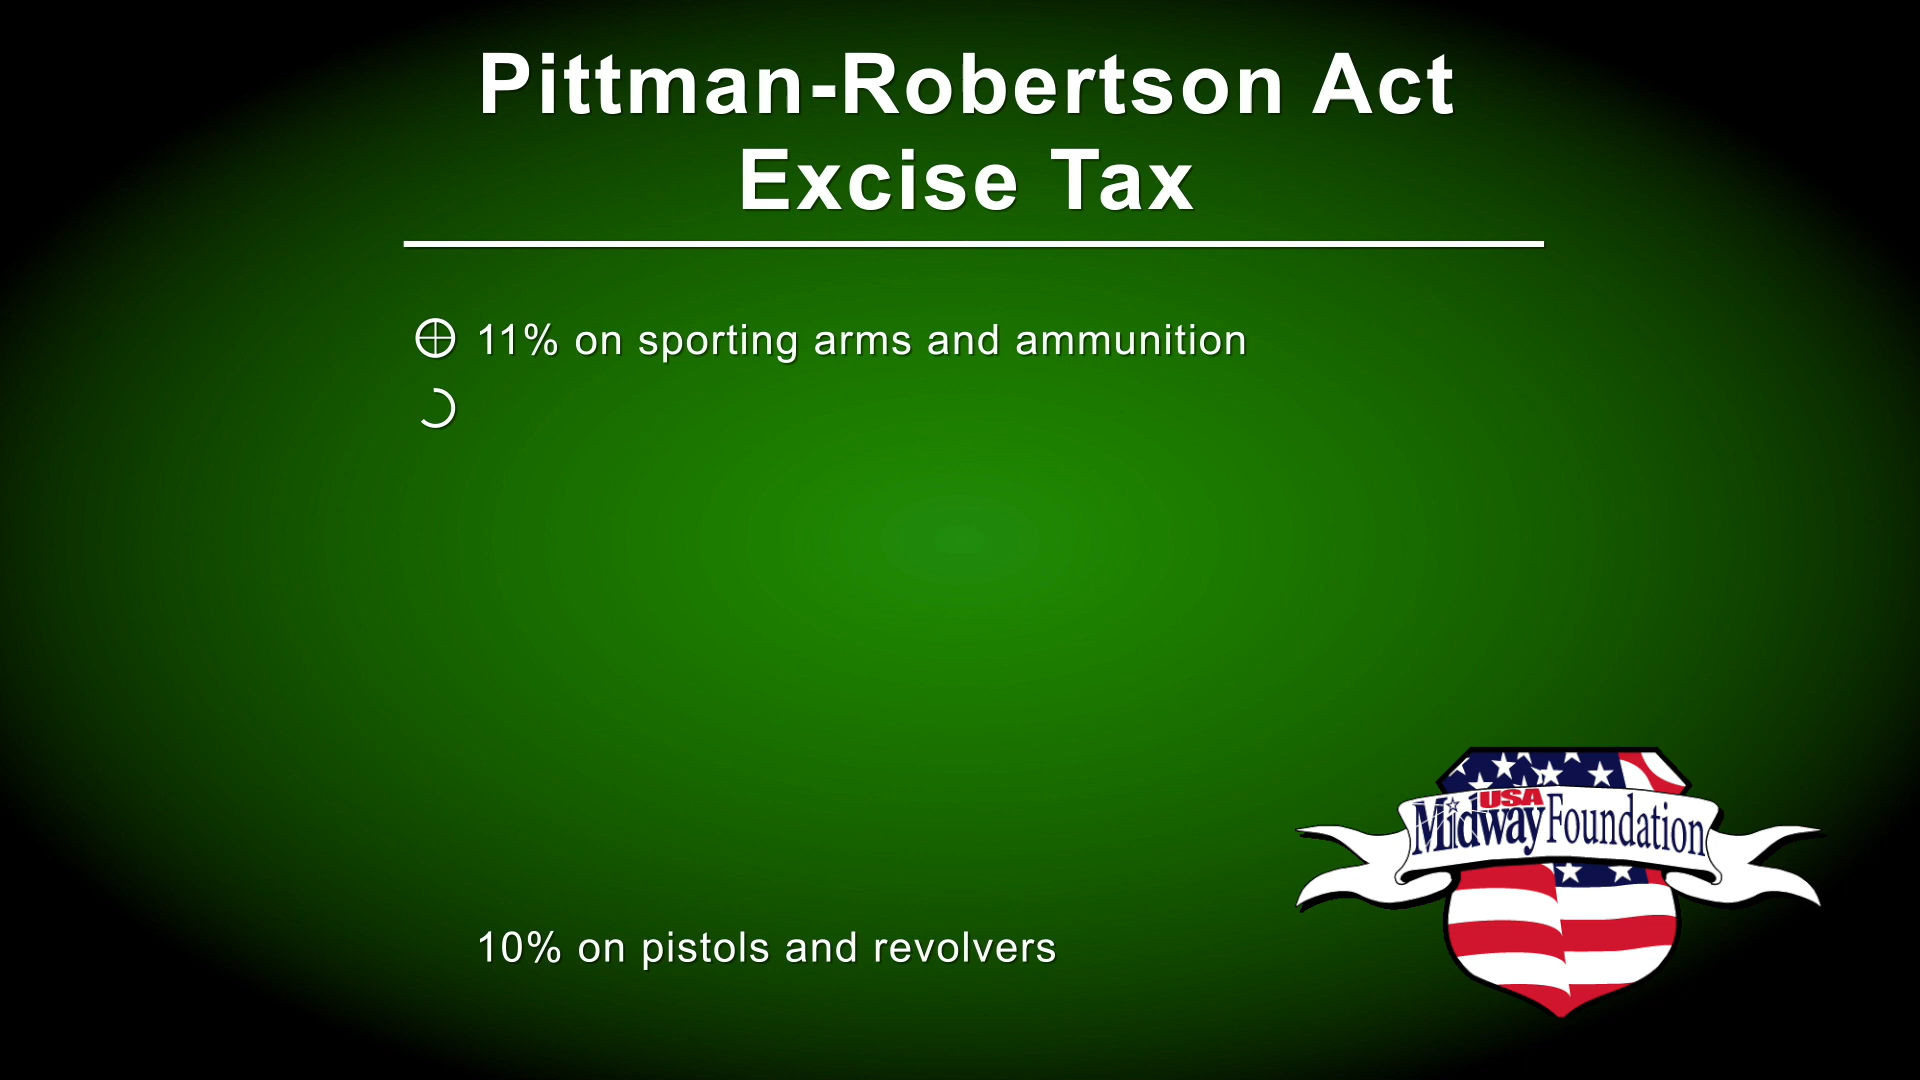 Pittman-Robertson Act
Excise Tax
11% on sporting arms and ammunition
10% on pistols and revolvers
USA
Midway Foundation